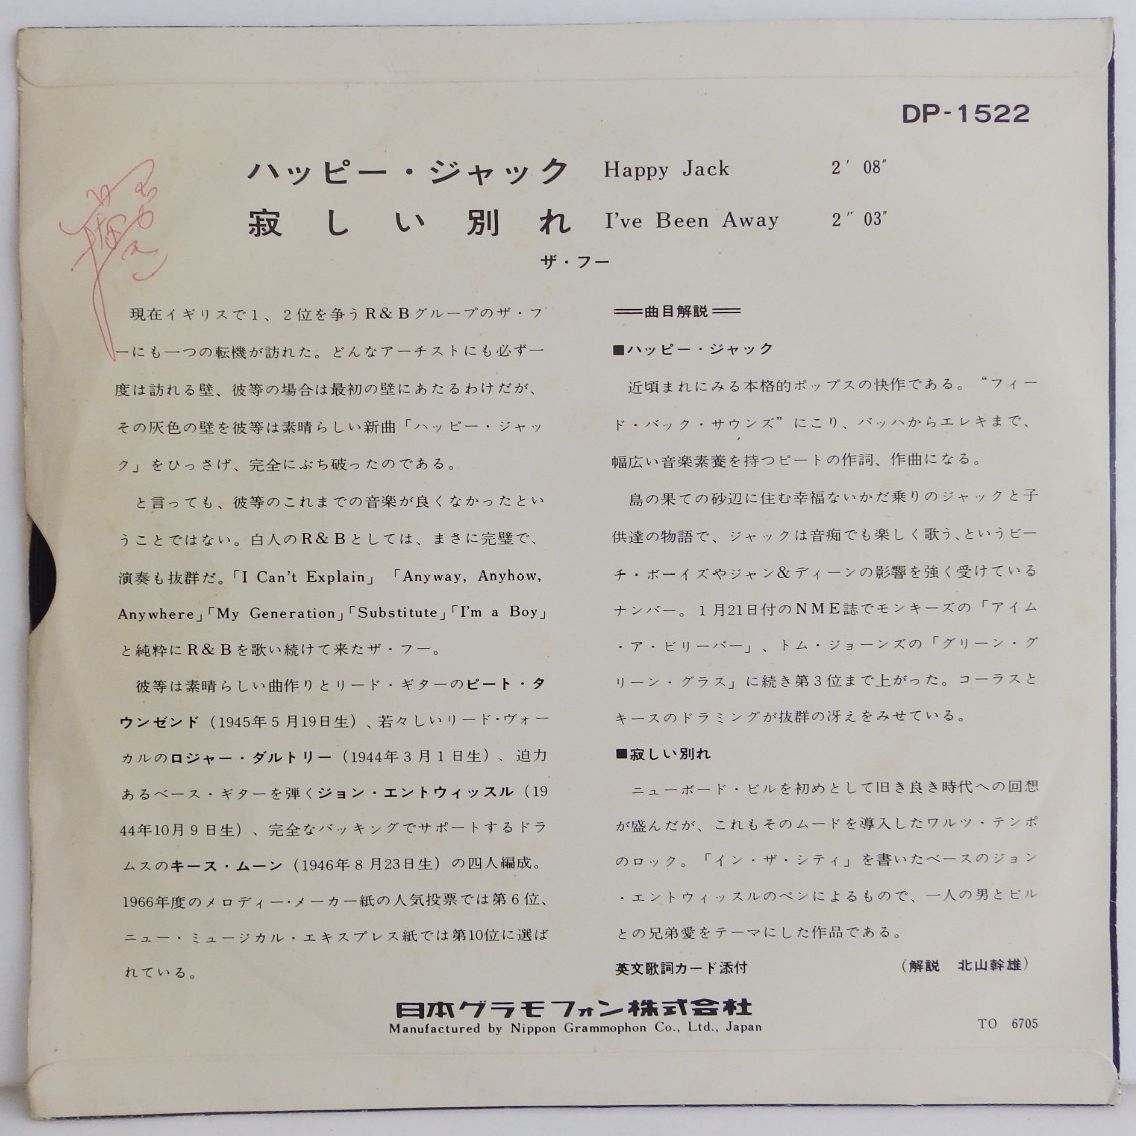 DP-1522
ハッピー・ジャック Happy Jack 2′ 08″
寂しい別れ I've Been Away 2″ 03″
ザ・フー
現在イギリスで1、2位を争うR&Bグループのザ・フ
ーにも一つの転機が訪れた。どんなアーチストにも必ず一
度は訪れる壁、彼等の場合は最初の壁にあたるわけだが、
その灰色の壁を彼等は素晴らしい新曲「ハッピー・ジャッ
ク」をひっさげ、完全にぶち破ったのである。
と言っても、彼等のこれまでの音楽が良くなかったとい
うことではない。白人のR&Bとしては、まさに完璧で、
演奏も抜群だ。「I Can't Explain」「Anyway, Anyhow,
Anywhere」「My Generation」「Substitute」「I'm a Boy」
と純粋にR&Bを歌い続けて来たザ・フー。
彼等は素晴らしい曲作りとリード・ギターのピート・タ
ウンゼンド（1945年5月19日生）、若々しいリード・ヴォー
カルのロジャー・ダルトリー（1944年3月1日生）、迫力
あるベース・ギターを弾くジョン・エントウィッスル（19
44年10月9日生）、完全なバッキングでサポートするドラ
ムスのキース・ムーン（1946年8月23日生）の四人編成。
1966年度のメロディー・メーカー紙の人気投票では第6位、
ニュー・ミュージカル・エキスプレス紙では第10位に選ば
れている。
＝曲目解説＝
■ハッピー・ジャック
近頃まれにみる本格的ポップスの快作である。“フィー
ド・バック・サウンズ”にこり、バッハからエレキまで、
幅広い音楽素養を持つピートの作詞、作曲になる。
島の果ての砂辺に住む幸福ないかだ乗りのジャックと子
供達の物語で、ジャックは音痴でも楽しく歌う、というビー
チ・ボーイズやジャン&ディーンの影響を強く受けている
ナンバー。1月21日付のNME誌でモンキーズの「アイム
・ア・ビリーバー」、トム・ジョーンズの「グリーン・グ
リーン・グラス」に続き第3位まで上がった。コーラスと
キースのドラミングが抜群の冴えをみせている。
■寂しい別れ
ニューボード・ビルを初めとして旧き良き時代への回想
が盛んだが、これもそのムードを導入したワルツ・テンポ
のロック。「イン・ザ・シティ」を書いたベースのジョン
・エントウィッスルのペンによるもので、一人の男とビル
との兄弟愛をテーマにした作品である。
英文歌詞カード添付 （解説 北山幹雄）
日本グラモフォン株式会社
Manufactured by Nippon Grammophon Co., Ltd., Japan
TO 6705